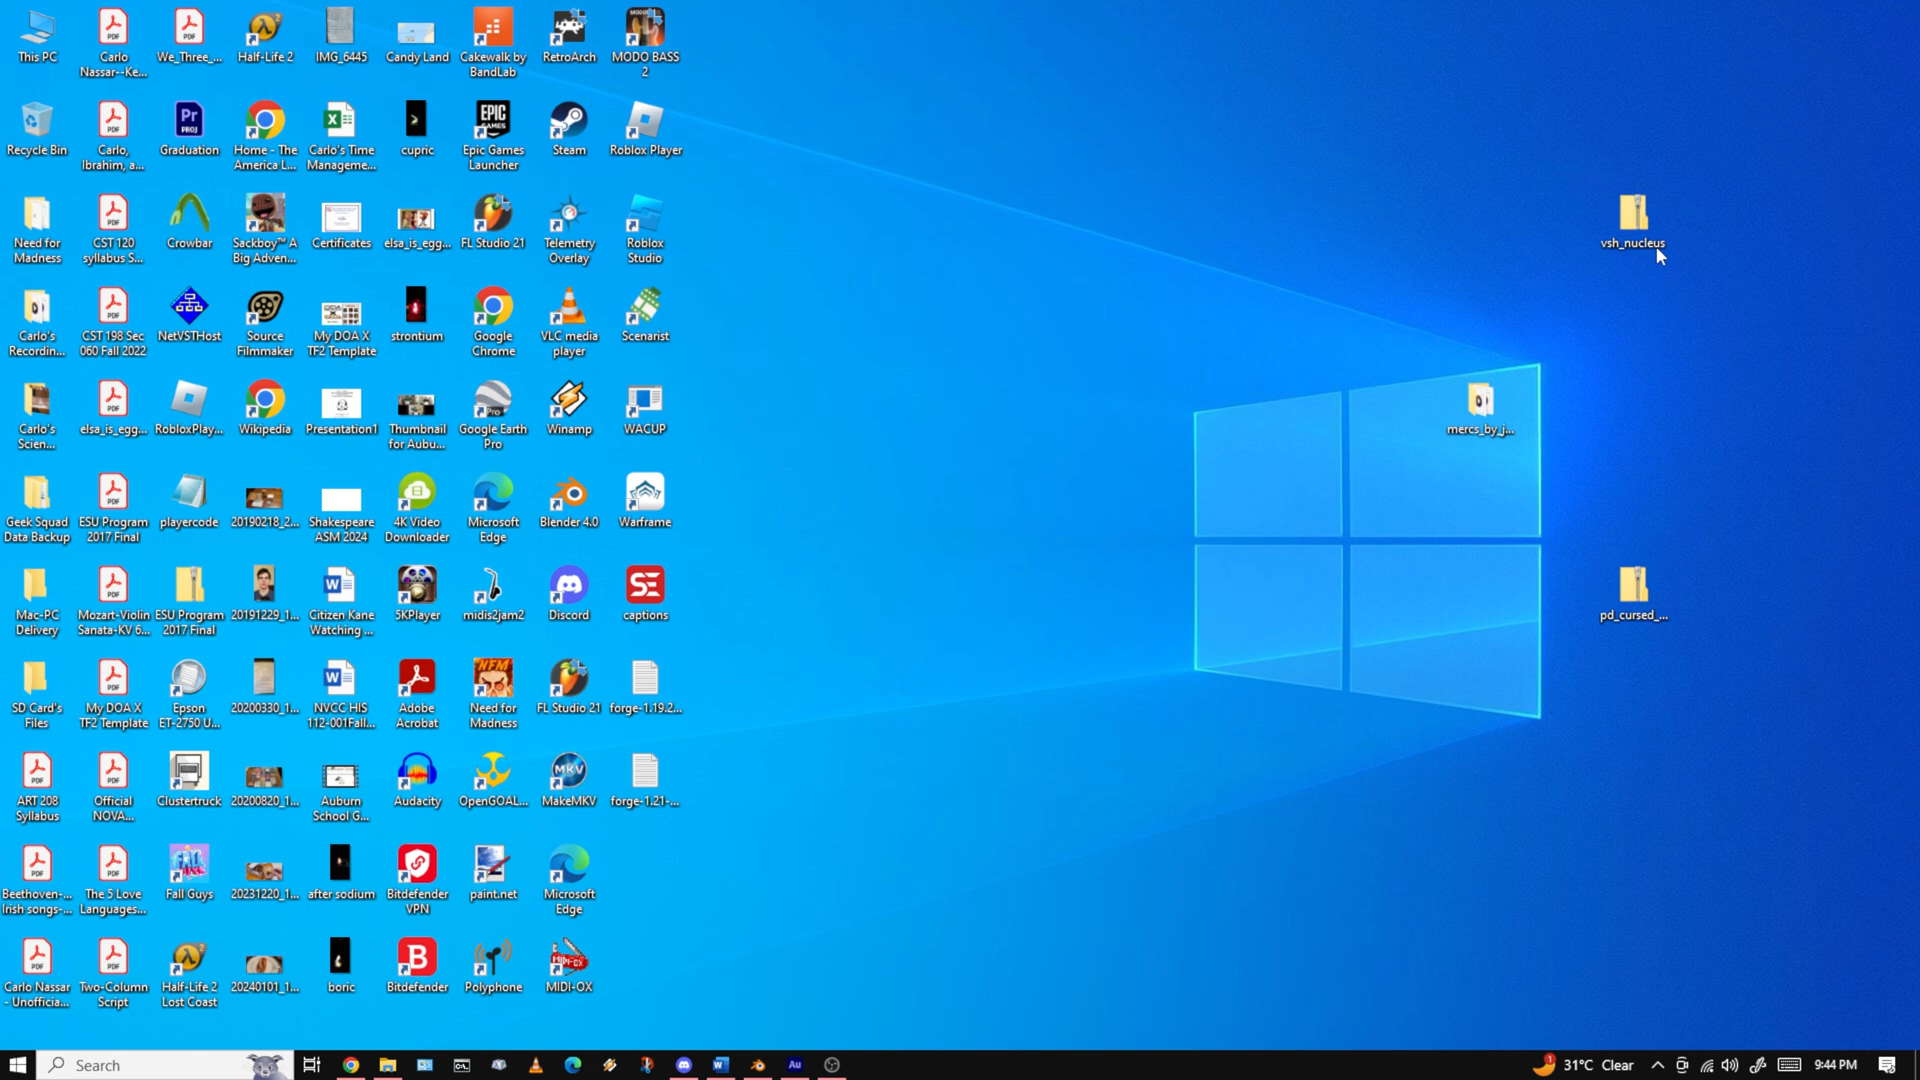 This PC
Carlo
Nassar--Ke...
We_Three_...
Half-Life 2
IMG_6445
Candy Land
Cakewalk by
BandLab
RetroArch
MODO BASS
2
Recycle Bin
Carlo,
Ibrahim, a...
Graduation
Home - The
America L...
Carlo's Time
Manageme...
cupric
Epic Games
Launcher
Steam
Roblox Player
Need for
Madness
CST 120
syllabus S...
Crowbar
Sackboy™ A
Big Adven...
Certificates
elsa_is_egg...
FL Studio 21
Telemetry
Overlay
Roblox
Studio
vsh_nucleus
Carlo's
Recordin...
CST 198 Sec
060 Fall 2022
NetVSTHost
Source
Filmmaker
My DOA X
TF2 Template
strontium
Google
Chrome
VLC media
player
Scenarist
Carlo's
Scien...
elsa_is_egg...
RobloxPlay...
Wikipedia
Presentation1
Thumbnail
for Aubu...
Google Earth
Pro
Winamp
WACUP
mercs_by_j...
Geek Squad
Data Backup
ESU Program
2017 Final
playercode
20190218_2...
Shakespeare
ASM 2024
4K Video
Downloader
Microsoft
Edge
Blender 4.0
Warframe
Mac-PC
Delivery
Mozart-Violin
Sanata-KV 6...
ESU Program
2017 Final
20191229_1...
Citizen Kane
Watching ...
5KPlayer
midis2jam2
Discord
captions
pd_cursed_...
SD Card's
Files
My DOA X
TF2 Template
Epson
ET-2750 U...
20200330_1...
NVCC HIS
112-001Fall...
Adobe
Acrobat
Need for
Madness
FL Studio 21
forge-1.19.2...
ART 208
Syllabus
Official
NOVA...
Clustertruck
20200820_1...
Auburn
School G...
Audacity
OpenGOAL...
MakeMKV
forge-1.21-...
Beethoven-...
Irish songs-...
The 5 Love
Languages...
Fall Guys
20231220_1...
after sodium
Bitdefender
VPN
paint.net
Microsoft
Edge
Carlo Nassar
- Unofficia...
Two-Column
Script
Half-Life 2
Lost Coast
20240101_1...
boric
Bitdefender
Polyphone
MIDI-OX
Search
31°C Clear
9:44 PM